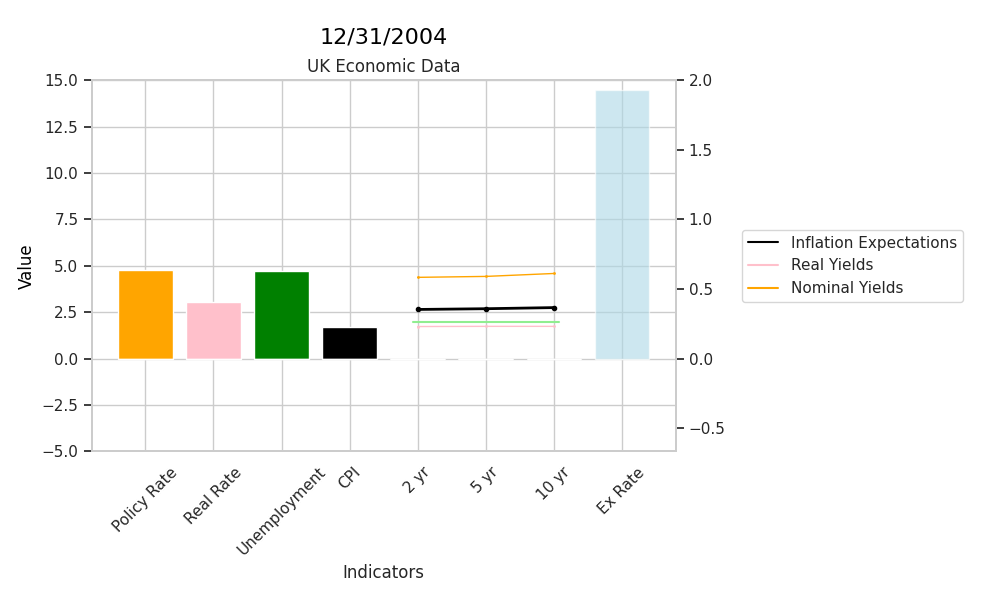 12/31/2004
UK Economic Data
15.0
12.5
10.0
7.5
5.0
2.5
0.0
−2.5
−5.0
Value
2.0
1.5
1.0
0.5
0.0
−0.5
Inflation Expectations
Real Yields
Nominal Yields
Policy Rate
Real Rate
Unemployment
CPI
2 yr
5 yr
10 yr
Ex Rate
Indicators